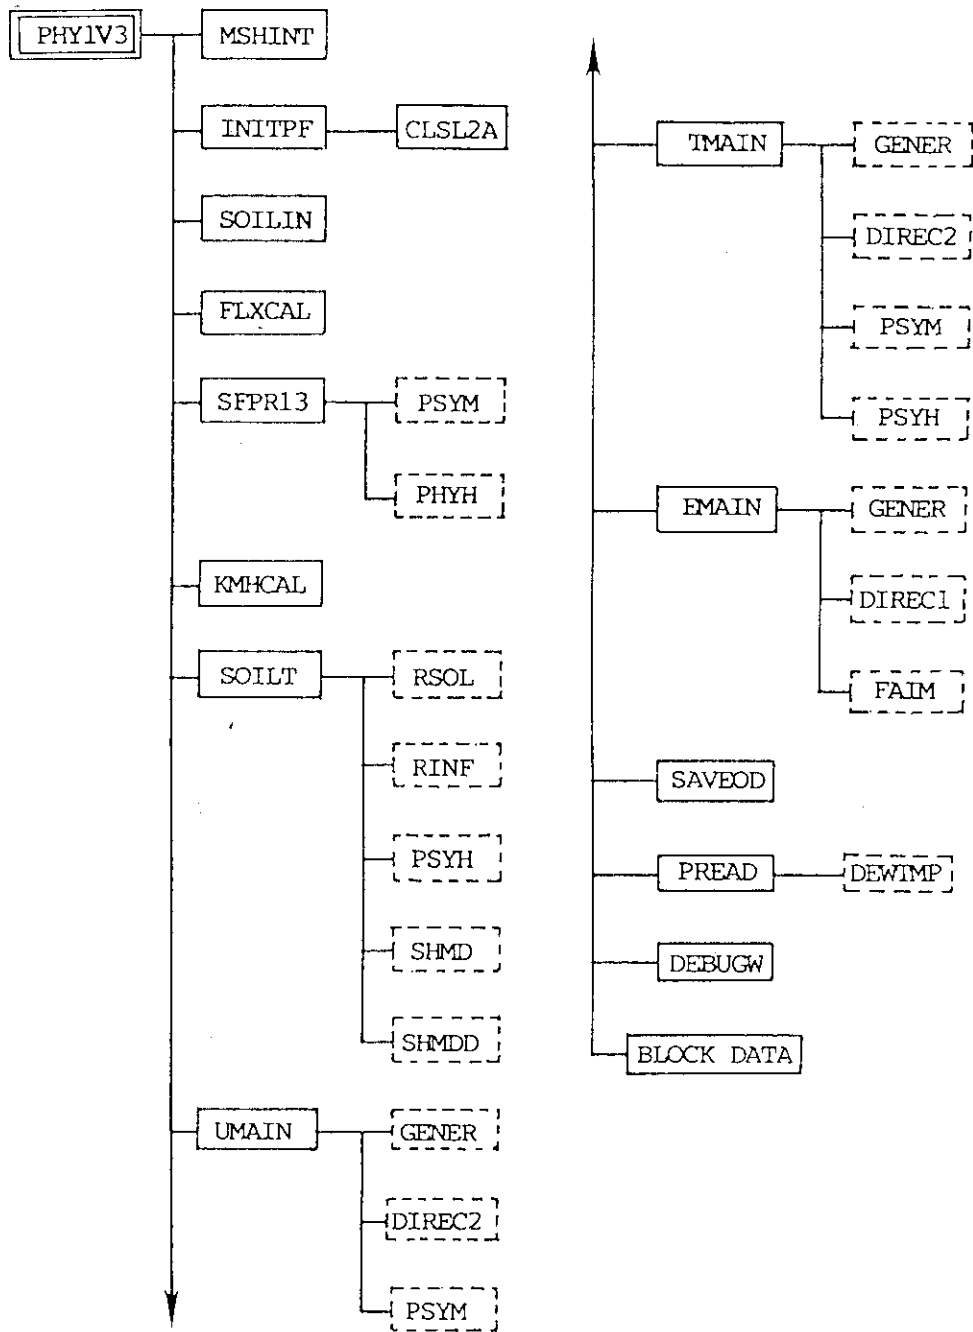 PHY1V3
MSHINT
INITPF
CLSL2A
SOILIN
FLXCAL
SFPR13
PSYM
PHYH
KMHCAL
SOILT
RSOL
RINF
PSYH
SHMD
SHMDD
UMAIN
GENER
DIREC2
PSYM
TMAIN
GENER
DIREC2
PSYM
PSYH
EMAIN
GENER
DIREC1
FAIM
SAVEOD
PREAD
DEWIMP
DEBUGW
BLOCK DATA